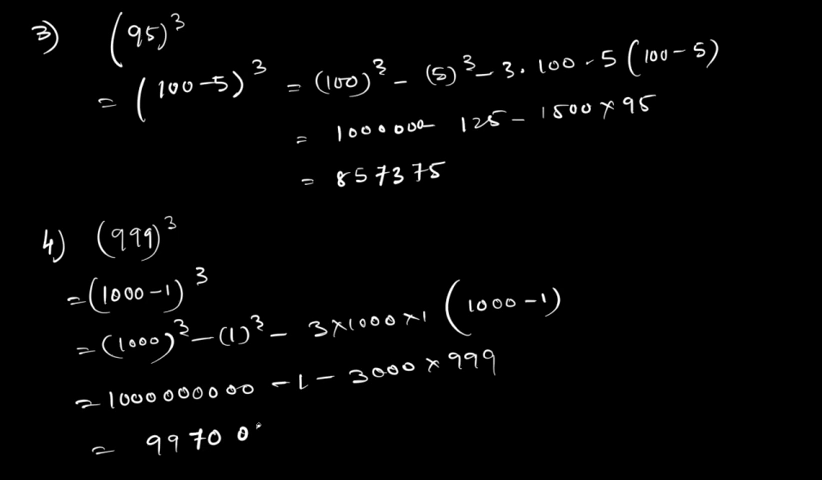 3) (95)³
= (100-5)³ = (100)³ - (5)³ - 3·100·5 (100-5)
= 1000000 125 - 1500 × 95
= 857375
4) (999)³
= (1000-1)³
= (1000)³ - (1)³ - 3×1000×1 (1000-1)
= 1000000000 - 1 - 3000 × 999
= 9970 0